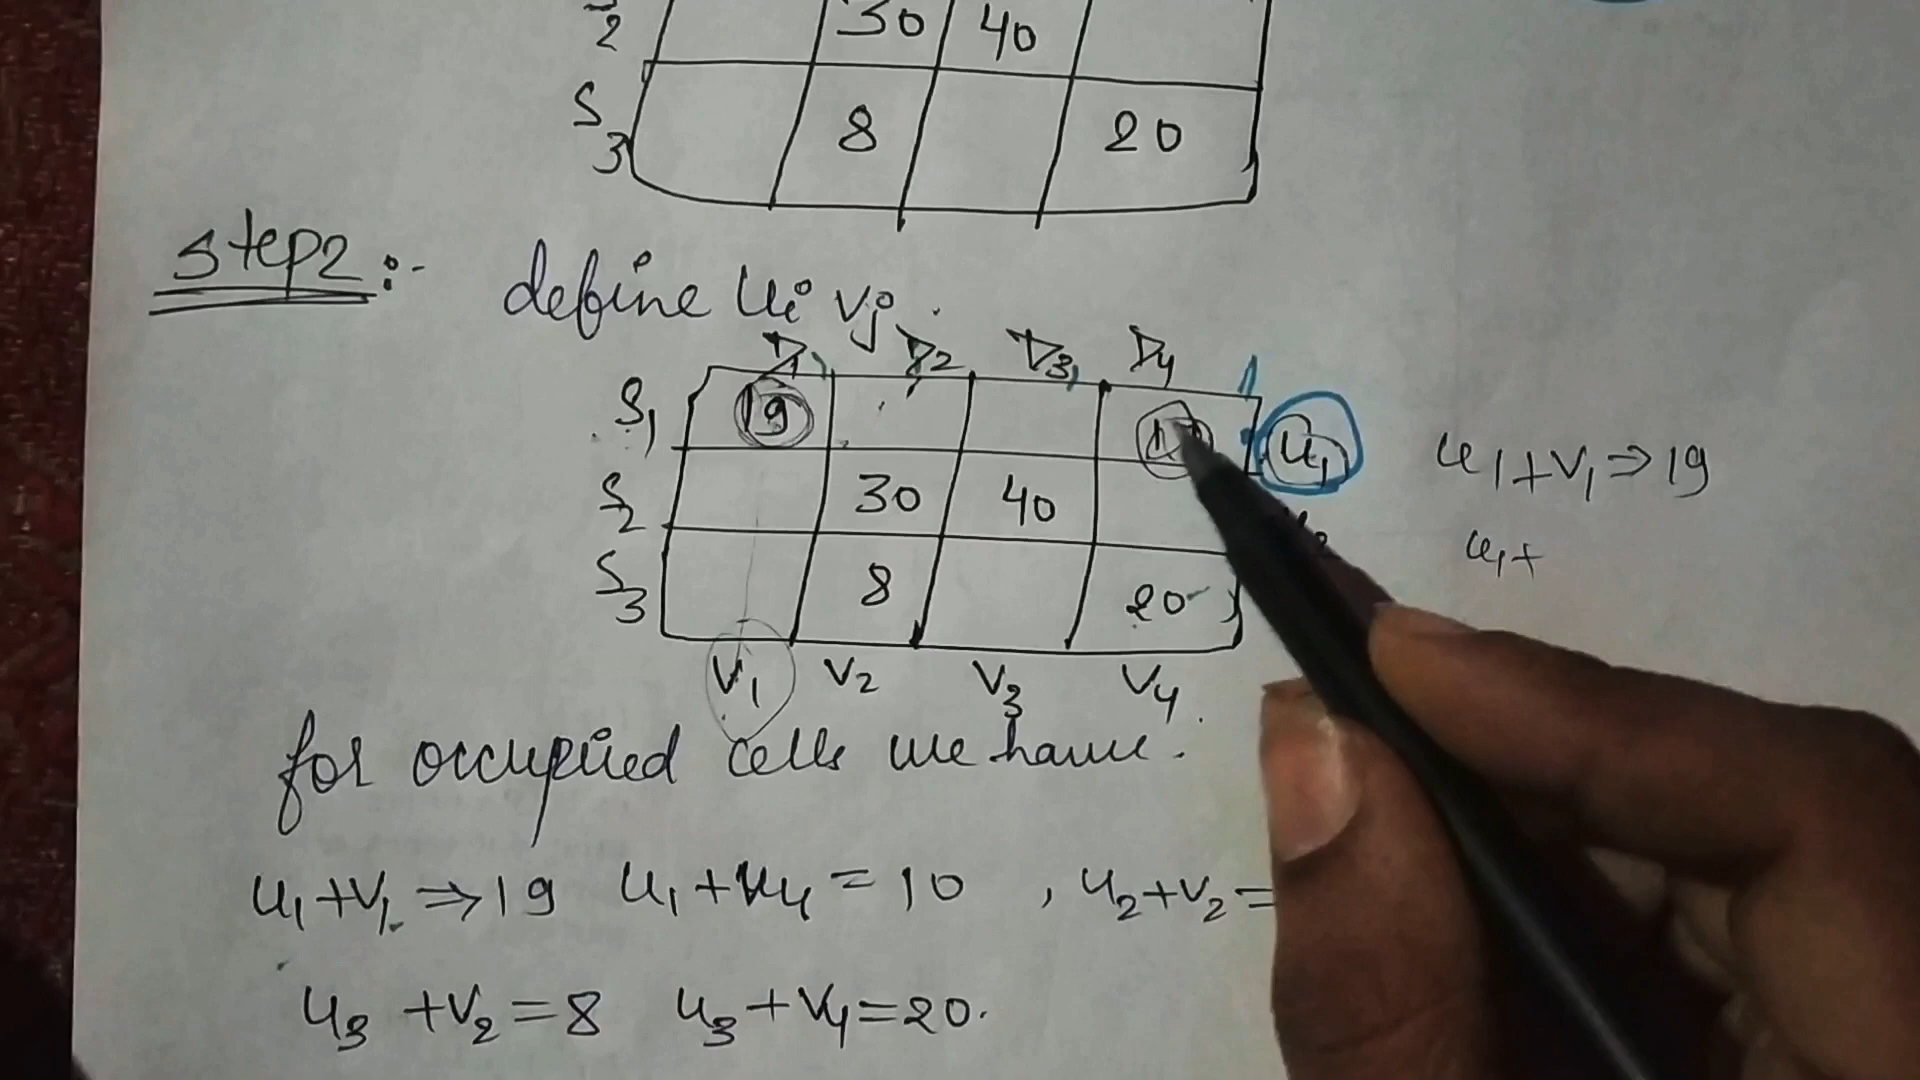 2 30 40
S3 8 20
Step2:- define ui vj.
D1 D2 D3 D4
S1 19 u1 u1+v1⇒19
S2 30 40 u1+
S3 8 20
V1 V2 V3 V4
for occupied cells we have.
u1+v1⇒19 u1+v4=10 , u2+v2=
u3+v2=8 u3+v4=20.